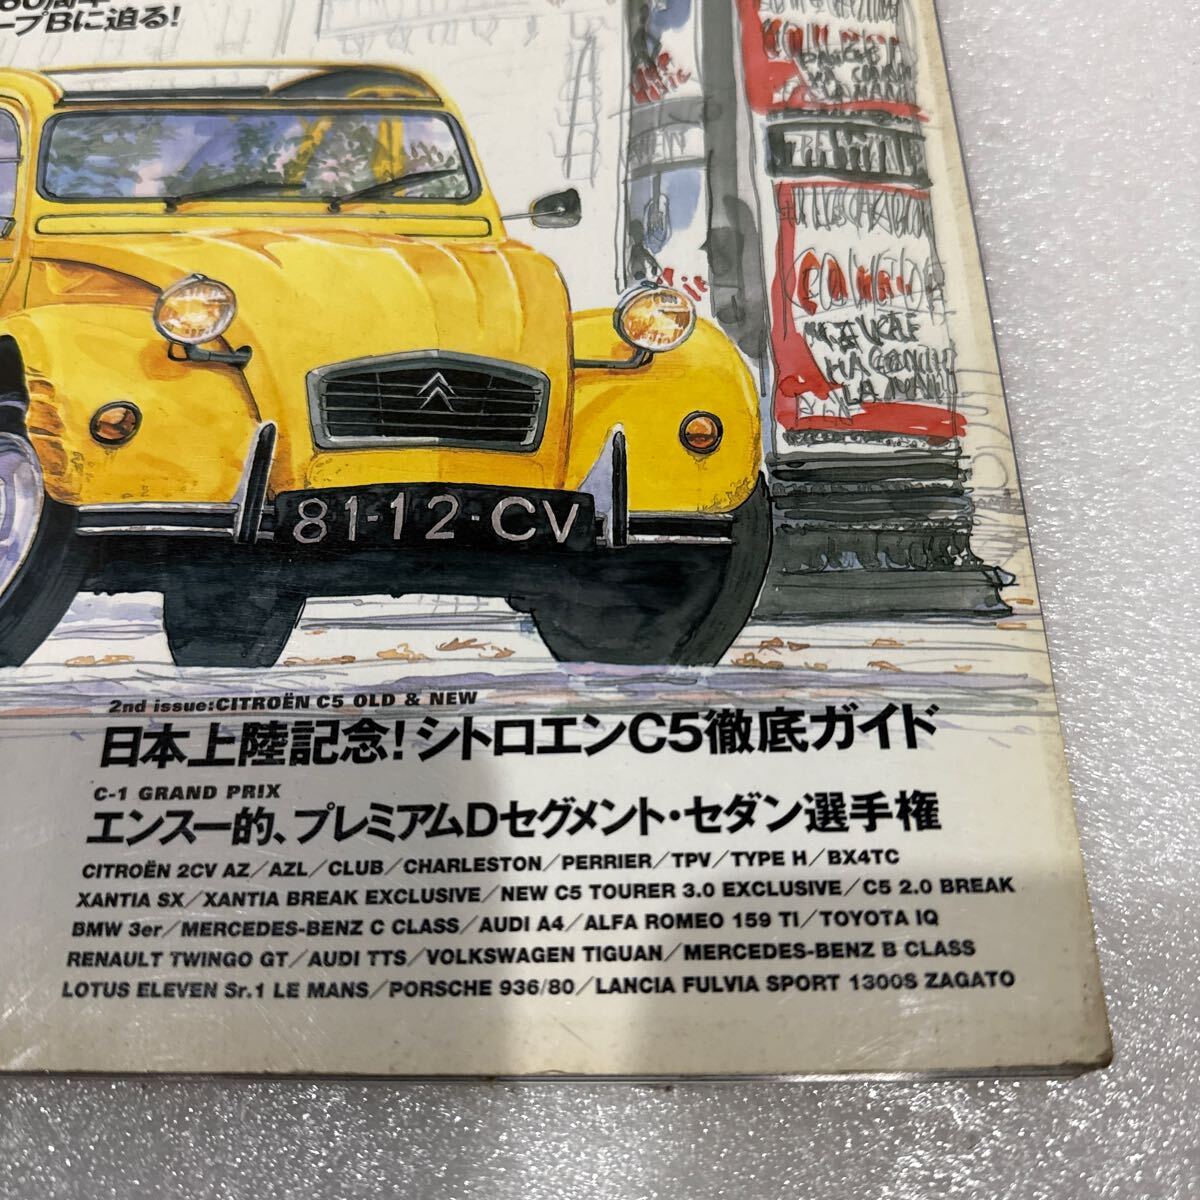 60周年
ープBに迫る!
81-12-CV
2nd issue:CITROËN C5 OLD & NEW
日本上陸記念!シトロエンC5徹底ガイド
C-1 GRAND PRIX
エンスー的、プレミアムDセグメント・セダン選手権
CITROËN 2CV AZ/AZL/CLUB/CHARLESTON/PERRIER/TPV/TYPE H/BX4TC
XANTIA SX/XANTIA BREAK EXCLUSIVE/NEW C5 TOURER 3.0 EXCLUSIVE/C5 2.0 BREAK
BMW 3er/MERCEDES-BENZ C CLASS/AUDI A4/ALFA ROMEO 159 TI/TOYOTA IQ
RENAULT TWINGO GT/AUDI TTS/VOLKSWAGEN TIGUAN/MERCEDES-BENZ B CLASS
LOTUS ELEVEN Sr.1 LE MANS/PORSCHE 936/80/LANCIA FULVIA SPORT 1300S ZAGATO